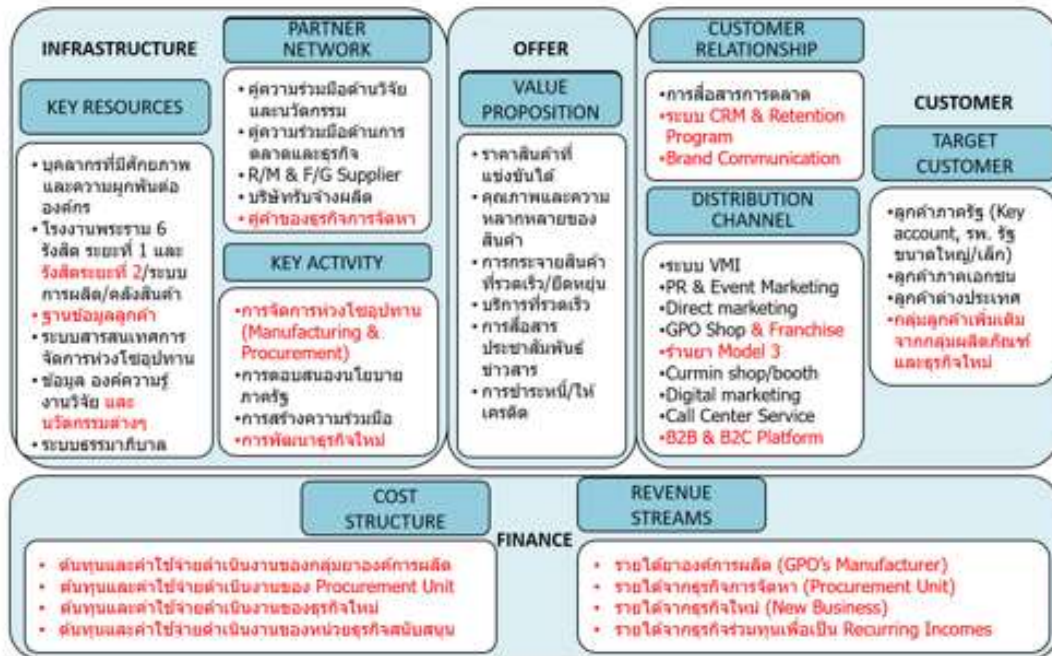 INFRASTRUCTURE
KEY RESOURCES
• บุคลากรที่มีศักยภาพ
และความผูกพันต่อ
องค์กร
• โรงงานพระราม 6
รังสิต ระยะที่ 1 และ
รังสิตระยะที่ 2/ระบบ
การผลิต/คลังสินค้า
• ฐานข้อมูลลูกค้า
• ระบบสารสนเทศการ
จัดการห่วงโซ่อุปทาน
• ข้อมูล องค์ความรู้
งานวิจัย และ
นวัตกรรมต่างๆ
• ระบบธรรมาภิบาล
PARTNER
NETWORK
• คู่ความร่วมมือด้านวิจัย
และนวัตกรรม
• คู่ความร่วมมือด้านการ
ตลาดและธุรกิจ
• R/M & F/G Supplier
• บริษัทรับจ้างผลิต
• คู่ค้าของธุรกิจการจัดหา
KEY ACTIVITY
• การจัดการห่วงโซ่อุปทาน
(Manufacturing &
Procurement)
• การตอบสนองนโยบาย
ภาครัฐ
• การสร้างความร่วมมือ
• การพัฒนาธุรกิจใหม่
OFFER
VALUE
PROPOSITION
• ราคาสินค้าที่
แข่งขันได้
• คุณภาพและความ
หลากหลายของ
สินค้า
• การกระจายสินค้า
ที่รวดเร็ว/ยืดหยุ่น
• บริการที่รวดเร็ว
• การสื่อสาร
ประชาสัมพันธ์
ข่าวสาร
• การชำระหนี้/ให้
เครดิต
CUSTOMER
RELATIONSHIP
•การสื่อสารการตลาด
•ระบบ CRM & Retention
Program
•Brand Communication
DISTRIBUTION
CHANNEL
•ระบบ VMI
•PR & Event Marketing
•Direct marketing
•GPO Shop & Franchise
•ร้านยา Model 3
•Curmin shop/booth
•Digital marketing
•Call Center Service
•B2B & B2C Platform
CUSTOMER
TARGET
CUSTOMER
•ลูกค้าภาครัฐ (Key
account, รพ. รัฐ
ขนาดใหญ่/เล็ก)
•ลูกค้าภาคเอกชน
•ลูกค้าต่างประเทศ
•กลุ่มลูกค้าเพิ่มเติม
จากกลุ่มผลิตภัณฑ์
และธุรกิจใหม่
COST
STRUCTURE
FINANCE
REVENUE
STREAMS
• ต้นทุนและค่าใช้จ่ายดำเนินงานของกลุ่มยาองค์การผลิต
• ต้นทุนและค่าใช้จ่ายดำเนินงานของ Procurement Unit
• ต้นทุนและค่าใช้จ่ายดำเนินงานของธุรกิจใหม่
• ต้นทุนและค่าใช้จ่ายดำเนินงานของหน่วยธุรกิจสนับสนุน
• รายได้ยาองค์การผลิต (GPO's Manufacturer)
• รายได้จากธุรกิจการจัดหา (Procurement Unit)
• รายได้จากธุรกิจใหม่ (New Business)
• รายได้จากธุรกิจร่วมทุนเพื่อเป็น Recurring Incomes